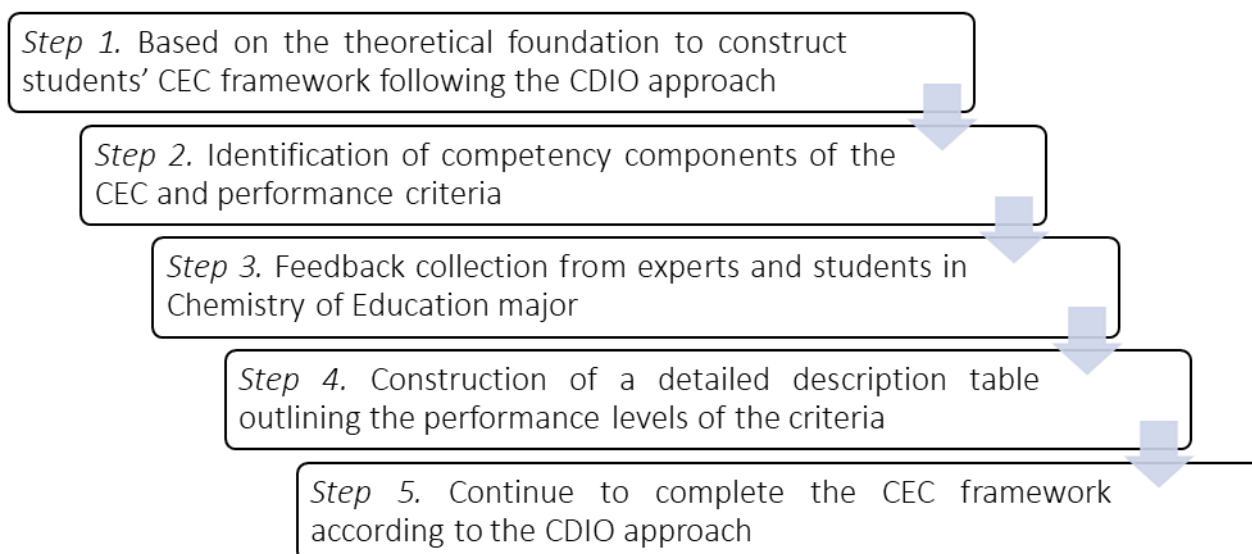 Step 1. Based on the theoretical foundation to construct
students’ CEC framework following the CDIO approach
Step 2. Identification of competency components of the
CEC and performance criteria
Step 3. Feedback collection from experts and students in
Chemistry of Education major
Step 4. Construction of a detailed description table
outlining the performance levels of the criteria
Step 5. Continue to complete the CEC framework
according to the CDIO approach